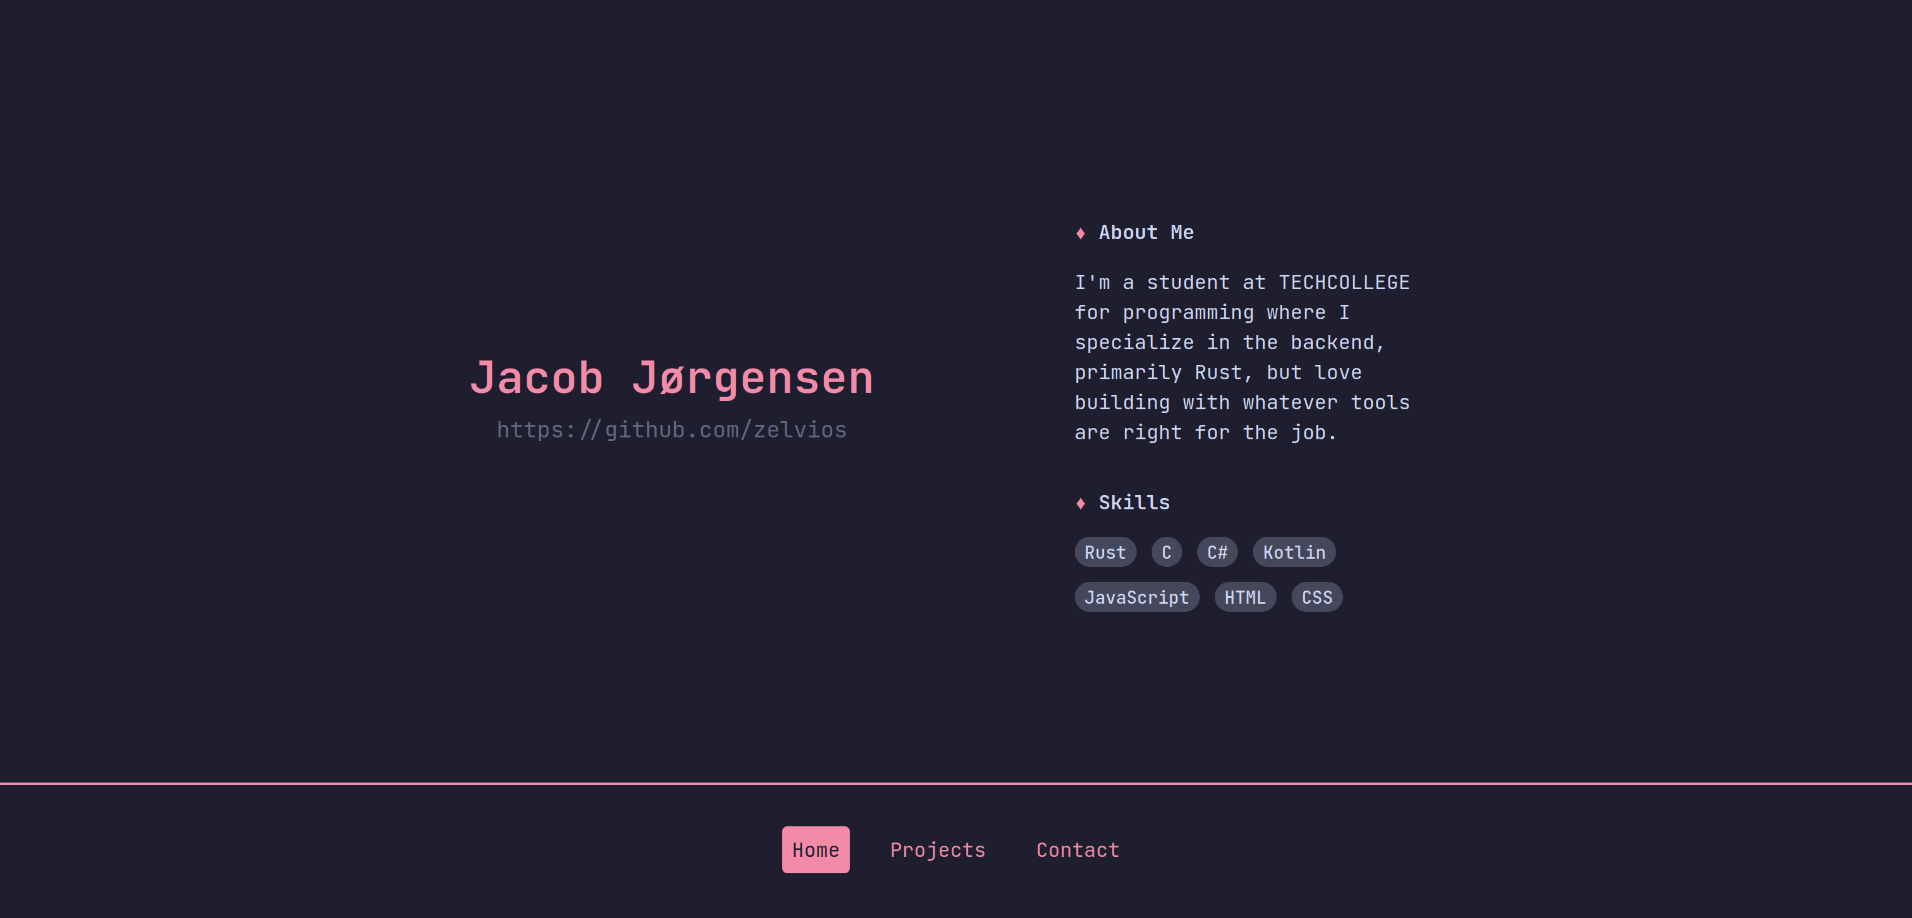 Jacob Jørgensen
https://github.com/zelvios
♦ About Me
I'm a student at TECHCOLLEGE
for programming where I
specialize in the backend,
primarily Rust, but love
building with whatever tools
are right for the job.
♦ Skills
Rust C C# Kotlin
JavaScript HTML CSS
Home Projects Contact